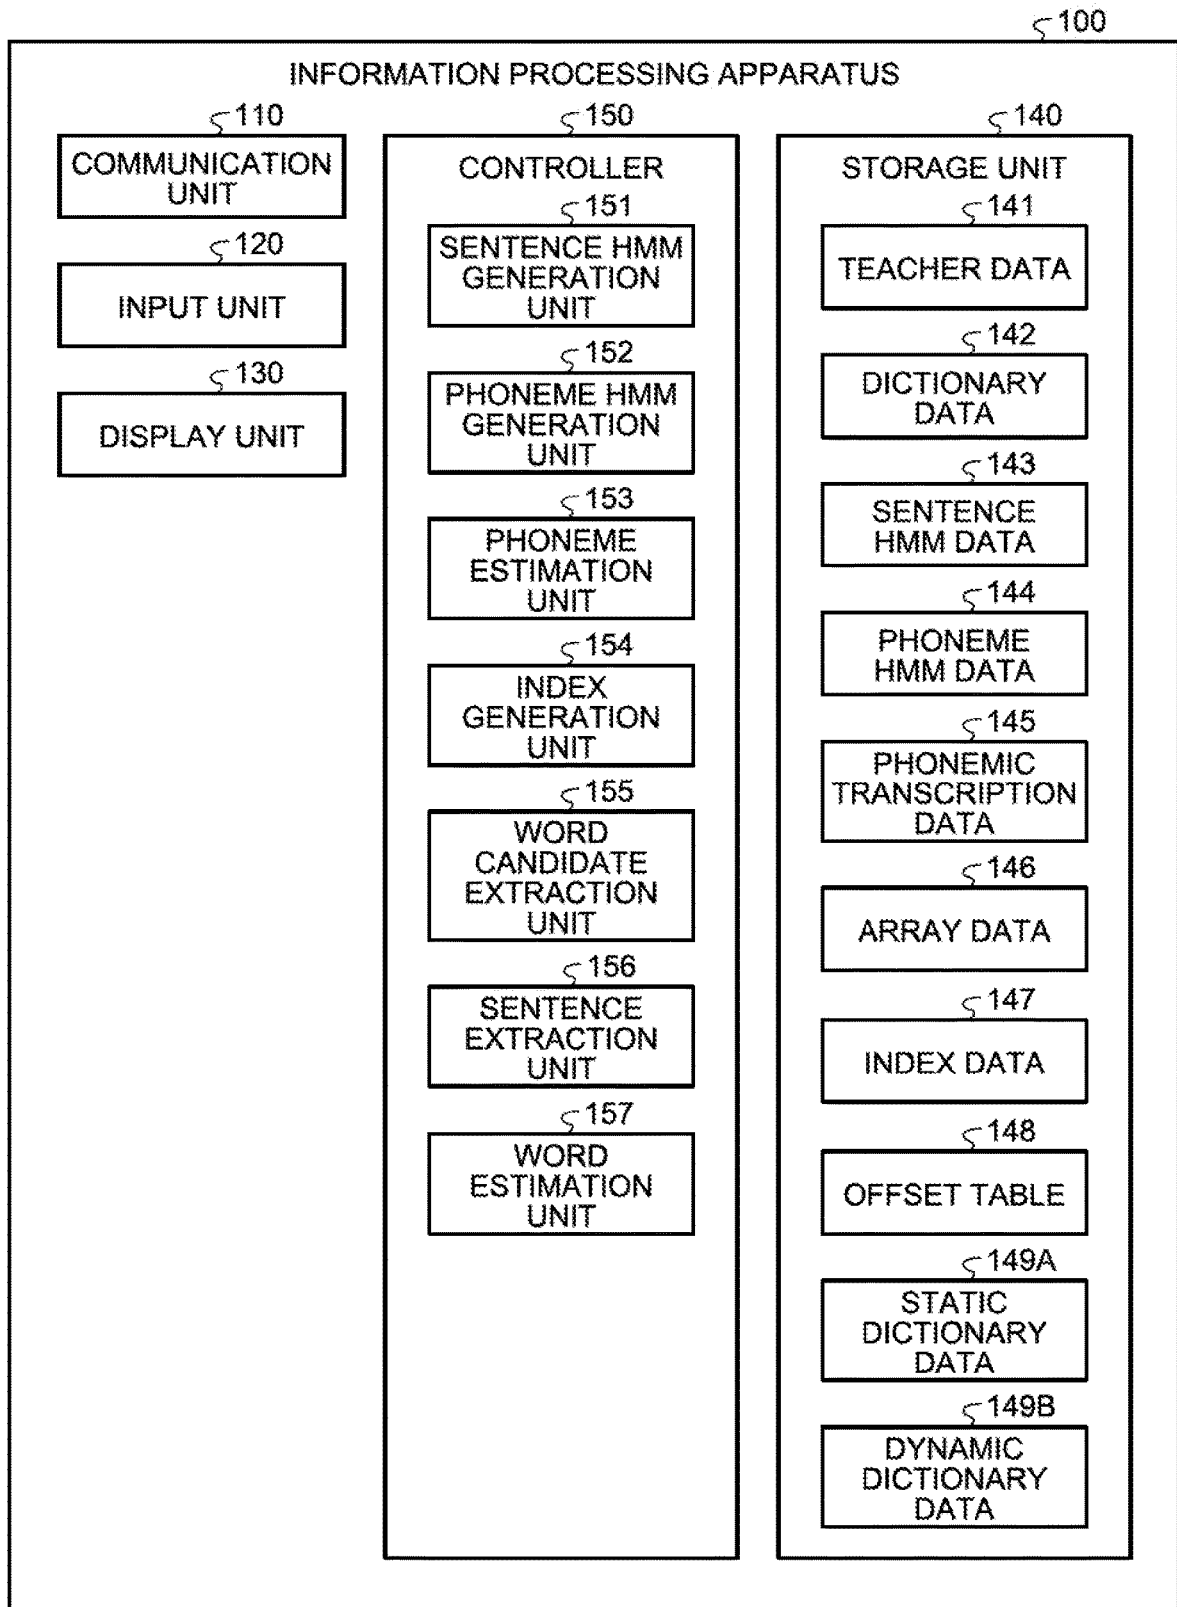 100
INFORMATION PROCESSING APPARATUS
110
COMMUNICATION
UNIT
120
INPUT UNIT
130
DISPLAY UNIT
150
CONTROLLER
151
SENTENCE HMM
GENERATION
UNIT
152
PHONEME HMM
GENERATION
UNIT
153
PHONEME
ESTIMATION
UNIT
154
INDEX
GENERATION
UNIT
155
WORD
CANDIDATE
EXTRACTION
UNIT
156
SENTENCE
EXTRACTION
UNIT
157
WORD
ESTIMATION
UNIT
140
STORAGE UNIT
141
TEACHER DATA
142
DICTIONARY
DATA
143
SENTENCE
HMM DATA
144
PHONEME
HMM DATA
145
PHONEMIC
TRANSCRIPTION
DATA
146
ARRAY DATA
147
INDEX DATA
148
OFFSET TABLE
149A
STATIC
DICTIONARY
DATA
149B
DYNAMIC
DICTIONARY
DATA